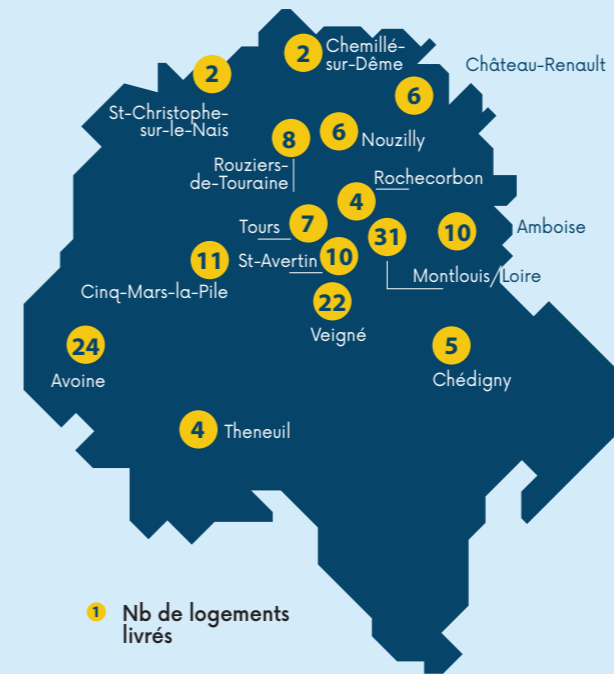 2
Chemillé-
sur-Dême
Château-Renault
2
St-Christophe-
sur-le-Nais
6
8
Rouziers-
de-Touraine
6
Nouzilly
Rochecorbon
4
Tours
7
31
Montlouis/Loire
10
Amboise
11
Cinq-Mars-la-Pile
St-Avertin
10
22
Veigné
24
Avoine
5
Chédigny
4
Theneuil
1
Nb de logements
livrés